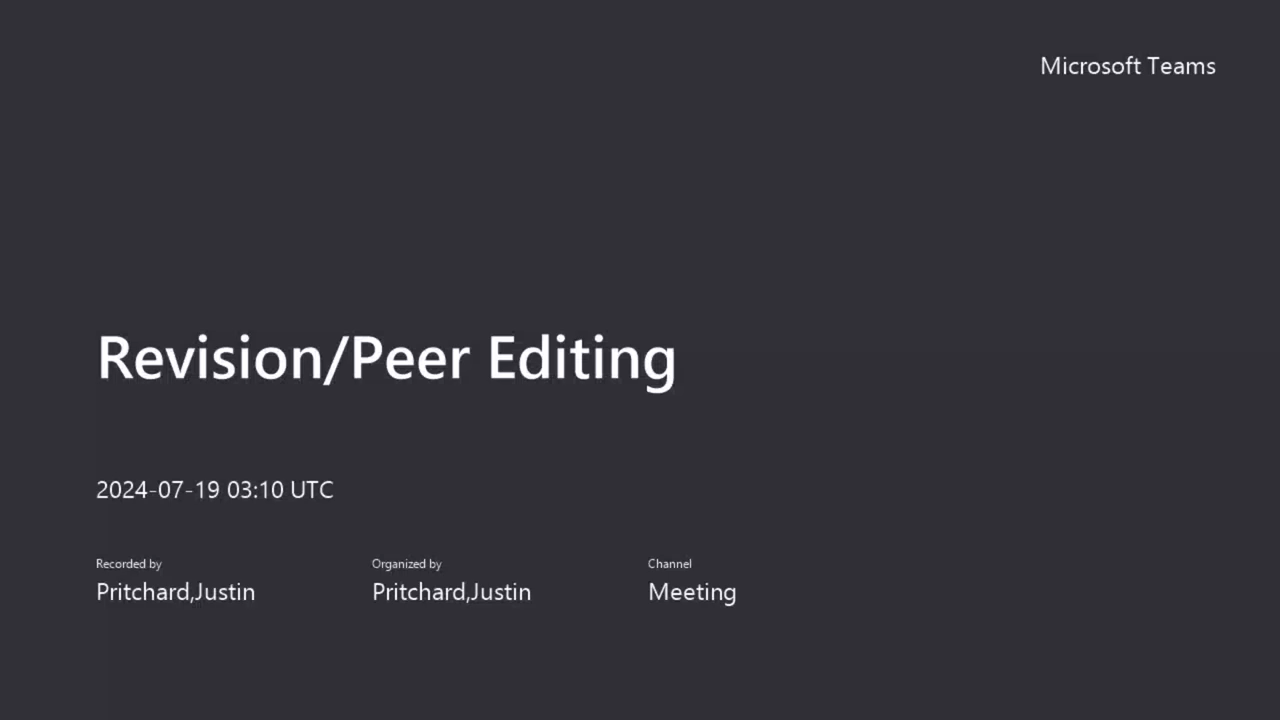 Microsoft Teams
Revision/Peer Editing
2024-07-19 03:10 UTC
Recorded by
Pritchard,Justin
Organized by
Pritchard,Justin
Channel
Meeting